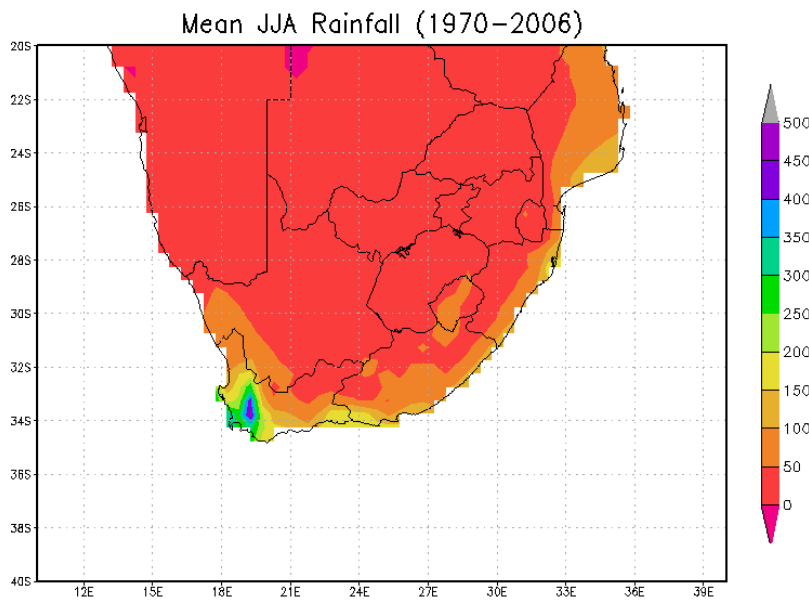 Mean JJA Rainfall (1970-2006)
20S
22S
24S
26S
28S
30S
32S
34S
36S
38S
40S
12E 15E 18E 21E 24E 27E 30E 33E 36E 39E
500
450
400
350
300
250
200
150
100
50
0